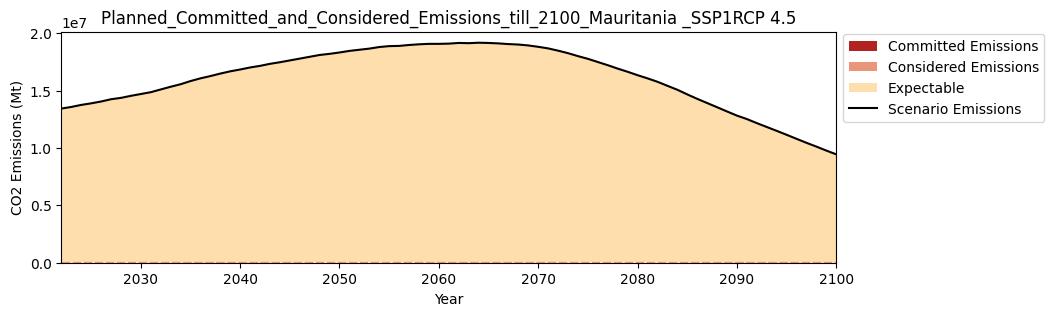 Planned_Committed_and_Considered_Emissions_till_2100_Mauritania _SSP1RCP 4.5
1e7
2.0
1.5
1.0
0.5
0.0
CO2 Emissions (Mt)
2030 2040 2050 2060 2070 2080 2090 2100
Year
Committed Emissions
Considered Emissions
Expectable
Scenario Emissions